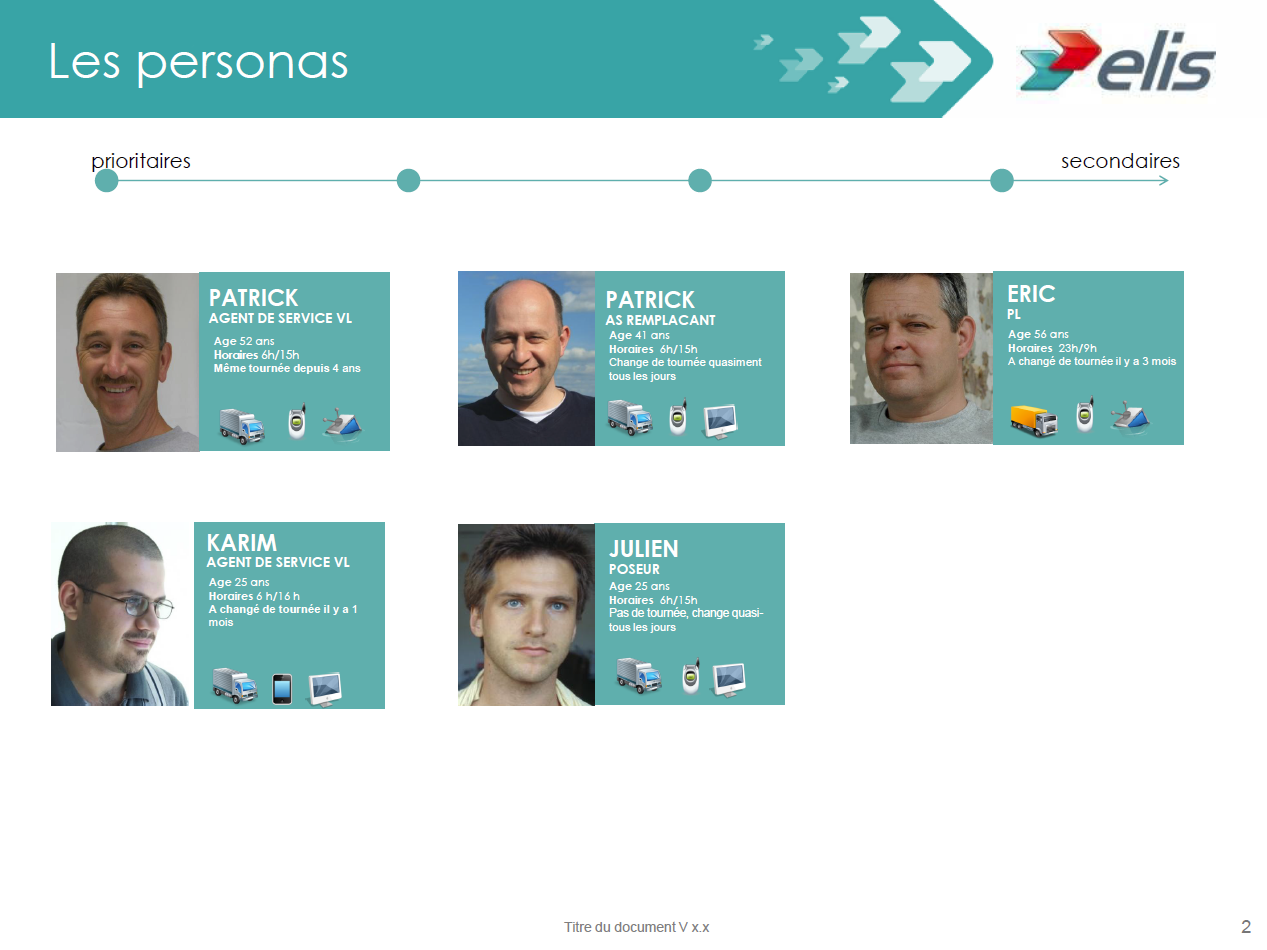 Les personas
elis
prioritaires
secondaires
PATRICK
AGENT DE SERVICE VL
Age 52 ans
Horaires 6h/15h
Même tournée depuis 4 ans
PATRICK
AS REMPLACANT
Age 41 ans
Horaires 6h/15h
Change de tournée quasiment
tous les jours
ERIC
PL
Age 56 ans
Horaires 23h/9h
A changé de tournée il y a 3 mois
KARIM
AGENT DE SERVICE VL
Age 25 ans
Horaires 6 h/16 h
A changé de tournée il y a 1
mois
JULIEN
POSEUR
Age 25 ans
Horaires 6h/15h
Pas de tournée, change quasi-
tous les jours
Titre du document V x.x
2